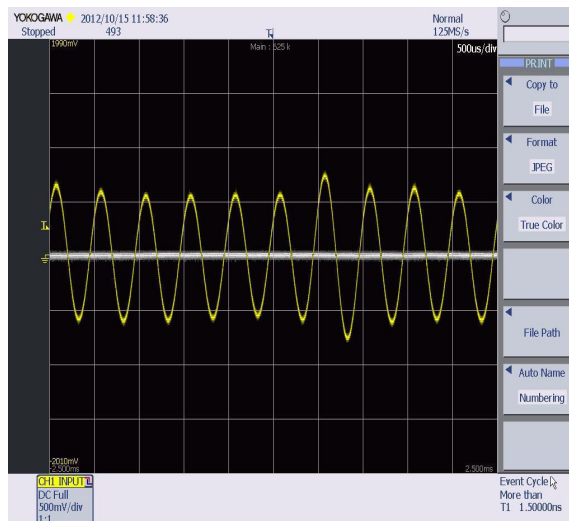 YOKOGAWA 2012/10/15 11:58:36
Stopped 493
Normal
125MS/s
1990mV
Main : 625 k
500us/div
PRINT
Copy to
File
Format
JPEG
Color
True Color
File Path
Auto Name
Numbering
-2010mV
-2.500ms
2.500ms
CH1 INPUT
DC Full
500mV/div
1:1
Event Cycle
More than
T1 1.50000ns